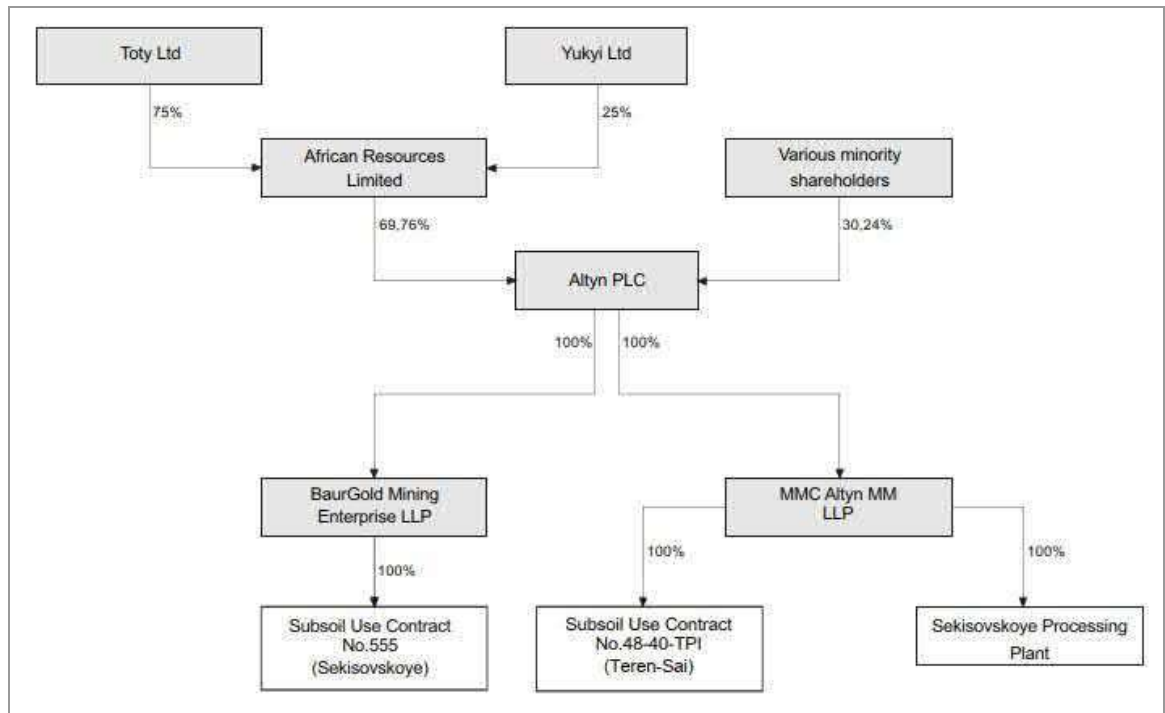 Toty Ltd
Yukyi Ltd
75%
25%
African Resources
Limited
Various minority
shareholders
69,76%
30,24%
Altyn PLC
100%
100%
BaurGold Mining
Enterprise LLP
MMC Altyn MM
LLP
100%
100%
100%
Subsoil Use Contract
No.555
(Sekisovskoye)
Subsoil Use Contract
No.48-40-TPI
(Teren-Sai)
Sekisovskoye Processing
Plant